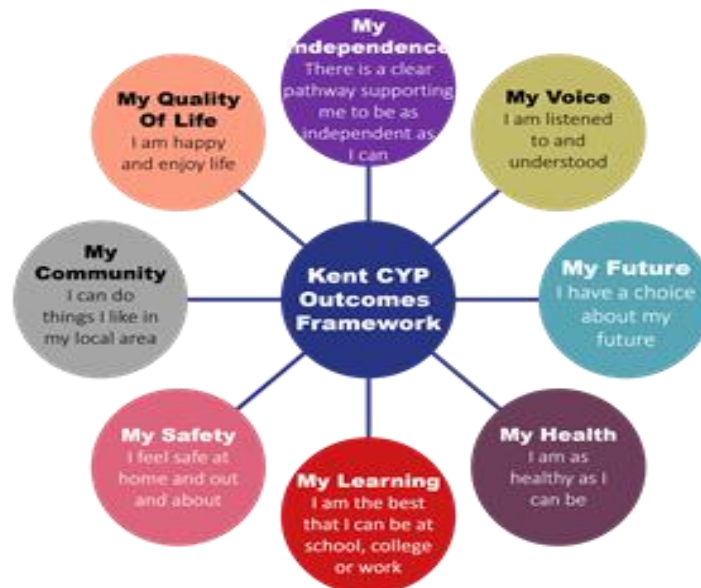 My
Independence
There is a clear
pathway supporting
me to be as
independent as
I can
My Voice
I am listened
to and
understood
My Future
I have a choice
about my
future
My Health
I am as
healthy as I
can be
My Learning
I am the best
that I can be at
school, college
or work
My Safety
I feel safe at
home and out
and about
My
Community
I can do
things I like in
my local area
My Quality
Of Life
I am happy
and enjoy life
Kent CYP
Outcomes
Framework